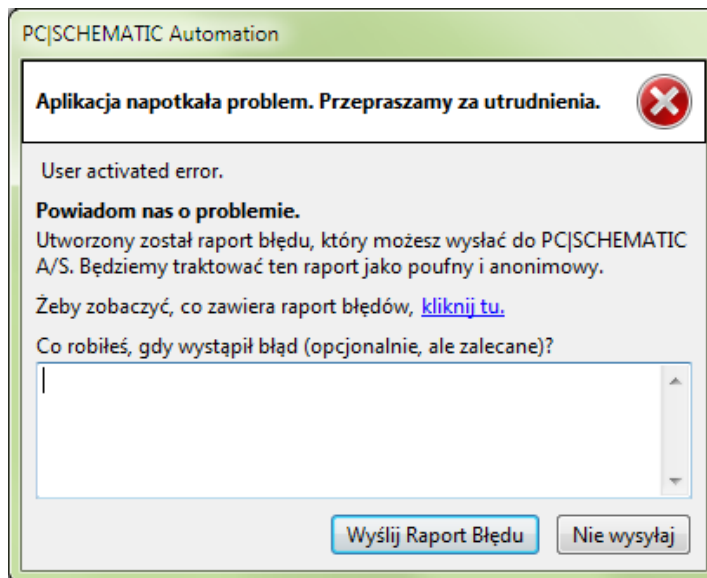 PC|SCHEMATIC Automation
Aplikacja napotkała problem. Przepraszamy za utrudnienia.
User activated error.
Powiadom nas o problemie.
Utworzony został raport błędu, który możesz wysłać do PC|SCHEMATIC
A/S. Będziemy traktować ten raport jako poufny i anonimowy.
Żeby zobaczyć, co zawiera raport błędów, kliknij tu.
Co robiłeś, gdy wystąpił błąd (opcjonalnie, ale zalecane)?
Wyślij Raport Błędu Nie wysyłaj